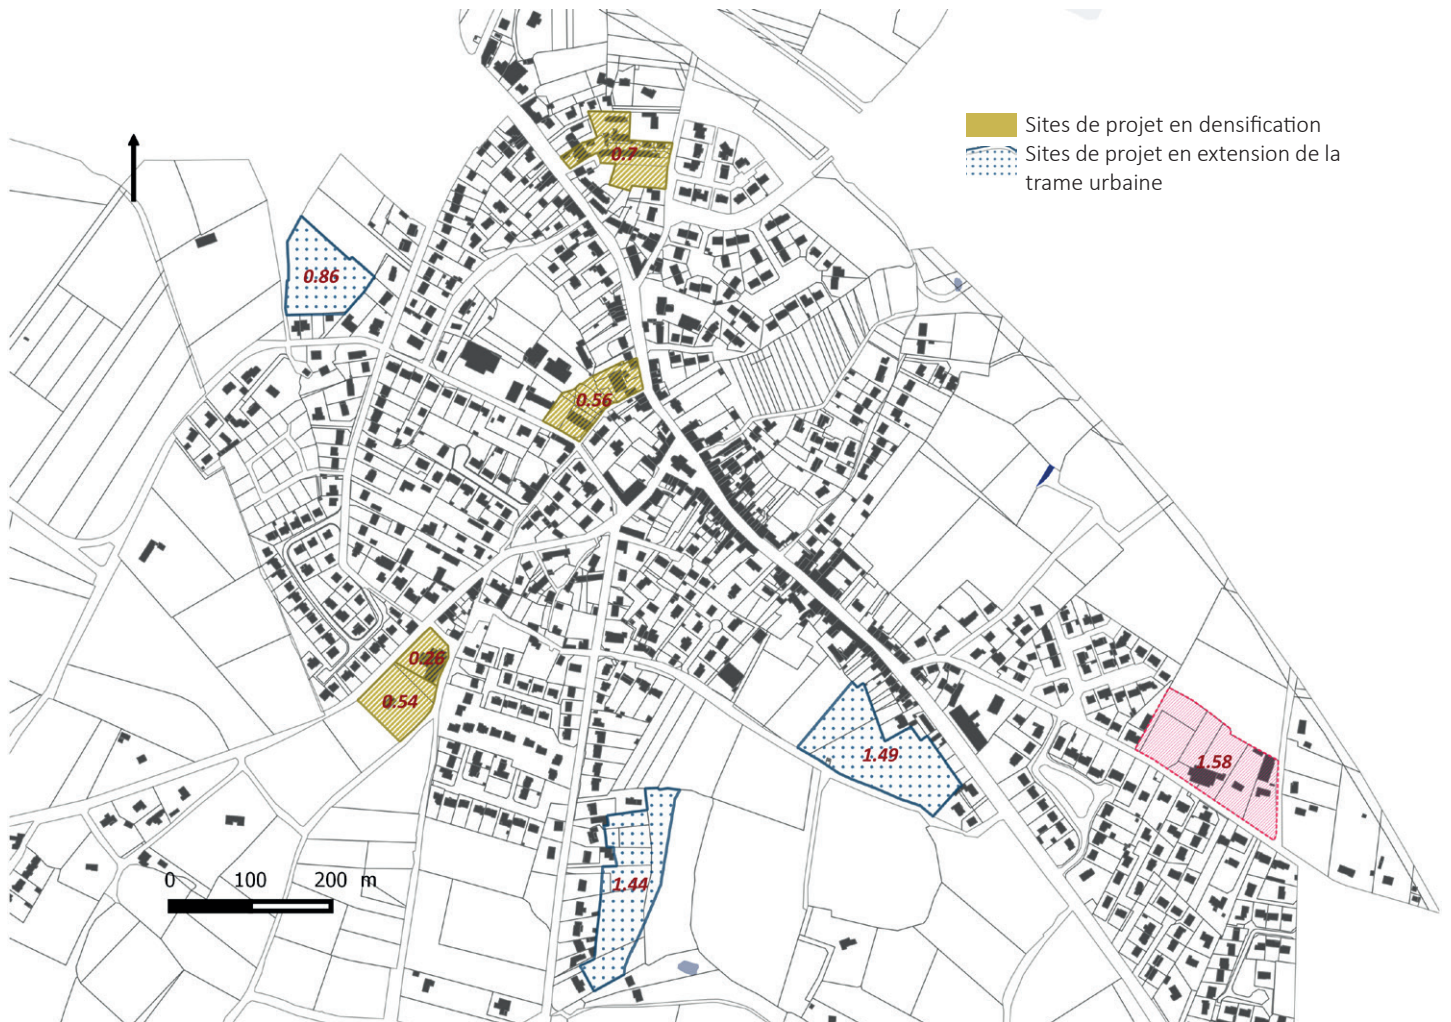 Sites de projet en densification
Sites de projet en extension de la
trame urbaine
0.7
0.86
0.56
0.26
0.54
1.49
1.58
1.44
0 100 200 m